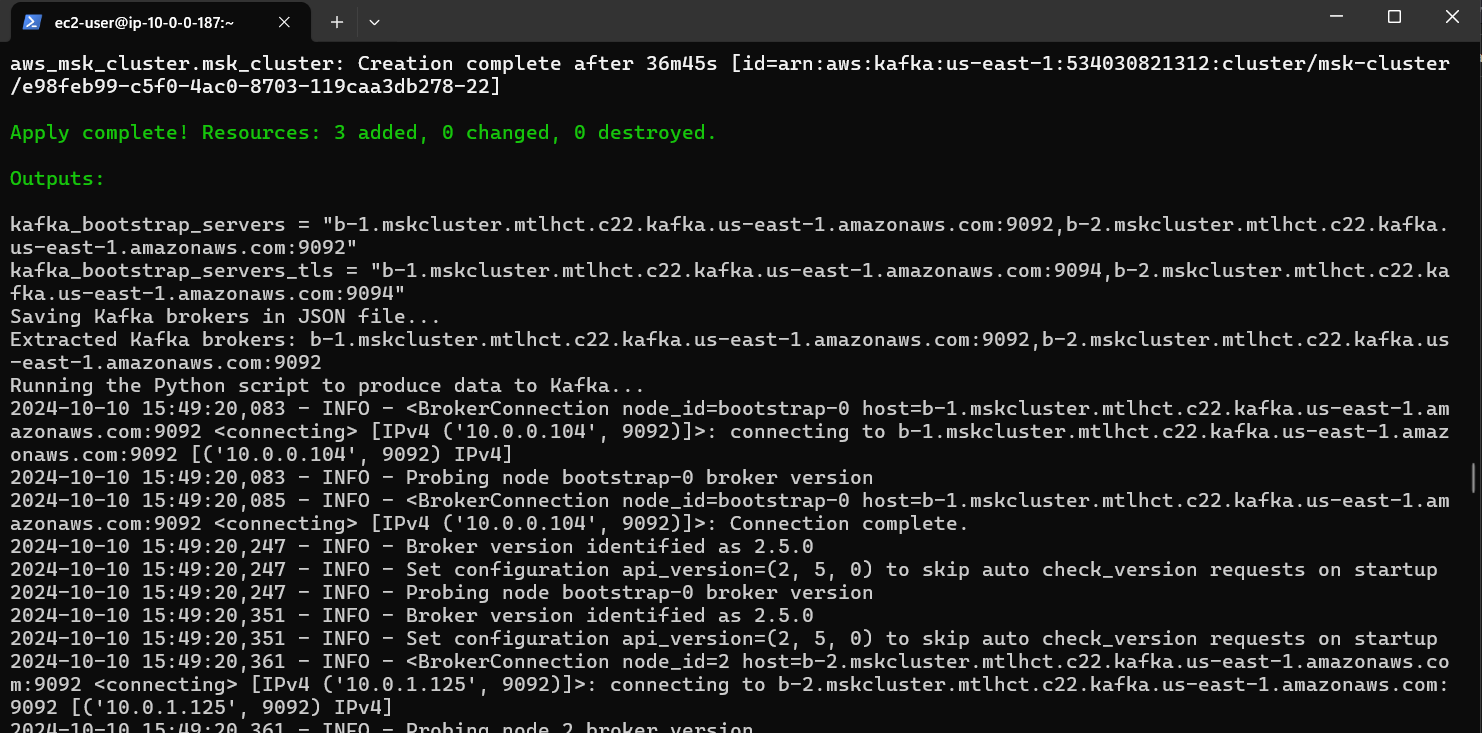 ec2-user@ip-10-0-0-187:~
aws_msk_cluster.msk_cluster: Creation complete after 36m45s [id=arn:aws:kafka:us-east-1:534030821312:cluster/msk-cluster
/e98feb99-c5f0-4ac0-8703-119caa3db278-22]
Apply complete! Resources: 3 added, 0 changed, 0 destroyed.
Outputs:
kafka_bootstrap_servers = "b-1.mskcluster.mtlhct.c22.kafka.us-east-1.amazonaws.com:9092,b-2.mskcluster.mtlhct.c22.kafka.
us-east-1.amazonaws.com:9092"
kafka_bootstrap_servers_tls = "b-1.mskcluster.mtlhct.c22.kafka.us-east-1.amazonaws.com:9094,b-2.mskcluster.mtlhct.c22.ka
fka.us-east-1.amazonaws.com:9094"
Saving Kafka brokers in JSON file...
Extracted Kafka brokers: b-1.mskcluster.mtlhct.c22.kafka.us-east-1.amazonaws.com:9092,b-2.mskcluster.mtlhct.c22.kafka.us
-east-1.amazonaws.com:9092
Running the Python script to produce data to Kafka...
2024-10-10 15:49:20,083 - INFO - <BrokerConnection node_id=bootstrap-0 host=b-1.mskcluster.mtlhct.c22.kafka.us-east-1.am
azonaws.com:9092 <connecting> [IPv4 ('10.0.0.104', 9092)]>: connecting to b-1.mskcluster.mtlhct.c22.kafka.us-east-1.amaz
onaws.com:9092 [('10.0.0.104', 9092) IPv4]
2024-10-10 15:49:20,083 - INFO - Probing node bootstrap-0 broker version
2024-10-10 15:49:20,085 - INFO - <BrokerConnection node_id=bootstrap-0 host=b-1.mskcluster.mtlhct.c22.kafka.us-east-1.am
azonaws.com:9092 <connecting> [IPv4 ('10.0.0.104', 9092)]>: Connection complete.
2024-10-10 15:49:20,247 - INFO - Broker version identified as 2.5.0
2024-10-10 15:49:20,247 - INFO - Set configuration api_version=(2, 5, 0) to skip auto check_version requests on startup
2024-10-10 15:49:20,247 - INFO - Probing node bootstrap-0 broker version
2024-10-10 15:49:20,351 - INFO - Broker version identified as 2.5.0
2024-10-10 15:49:20,351 - INFO - Set configuration api_version=(2, 5, 0) to skip auto check_version requests on startup
2024-10-10 15:49:20,361 - INFO - <BrokerConnection node_id=2 host=b-2.mskcluster.mtlhct.c22.kafka.us-east-1.amazonaws.co
m:9092 <connecting> [IPv4 ('10.0.1.125', 9092)]>: connecting to b-2.mskcluster.mtlhct.c22.kafka.us-east-1.amazonaws.com:
9092 [('10.0.1.125', 9092) IPv4]
2024-10-10 15:49:20,361 - INFO - Probing node 2 broker version